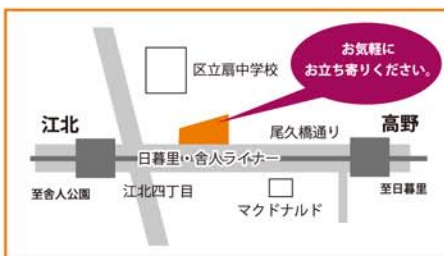 お気軽に
お立ち寄りください。
区立扇中学校
江北
尾久橋通り
高野
日暮里・舎人ライナー
至舎人公園
江北四丁目
至日暮里
マクドナルド